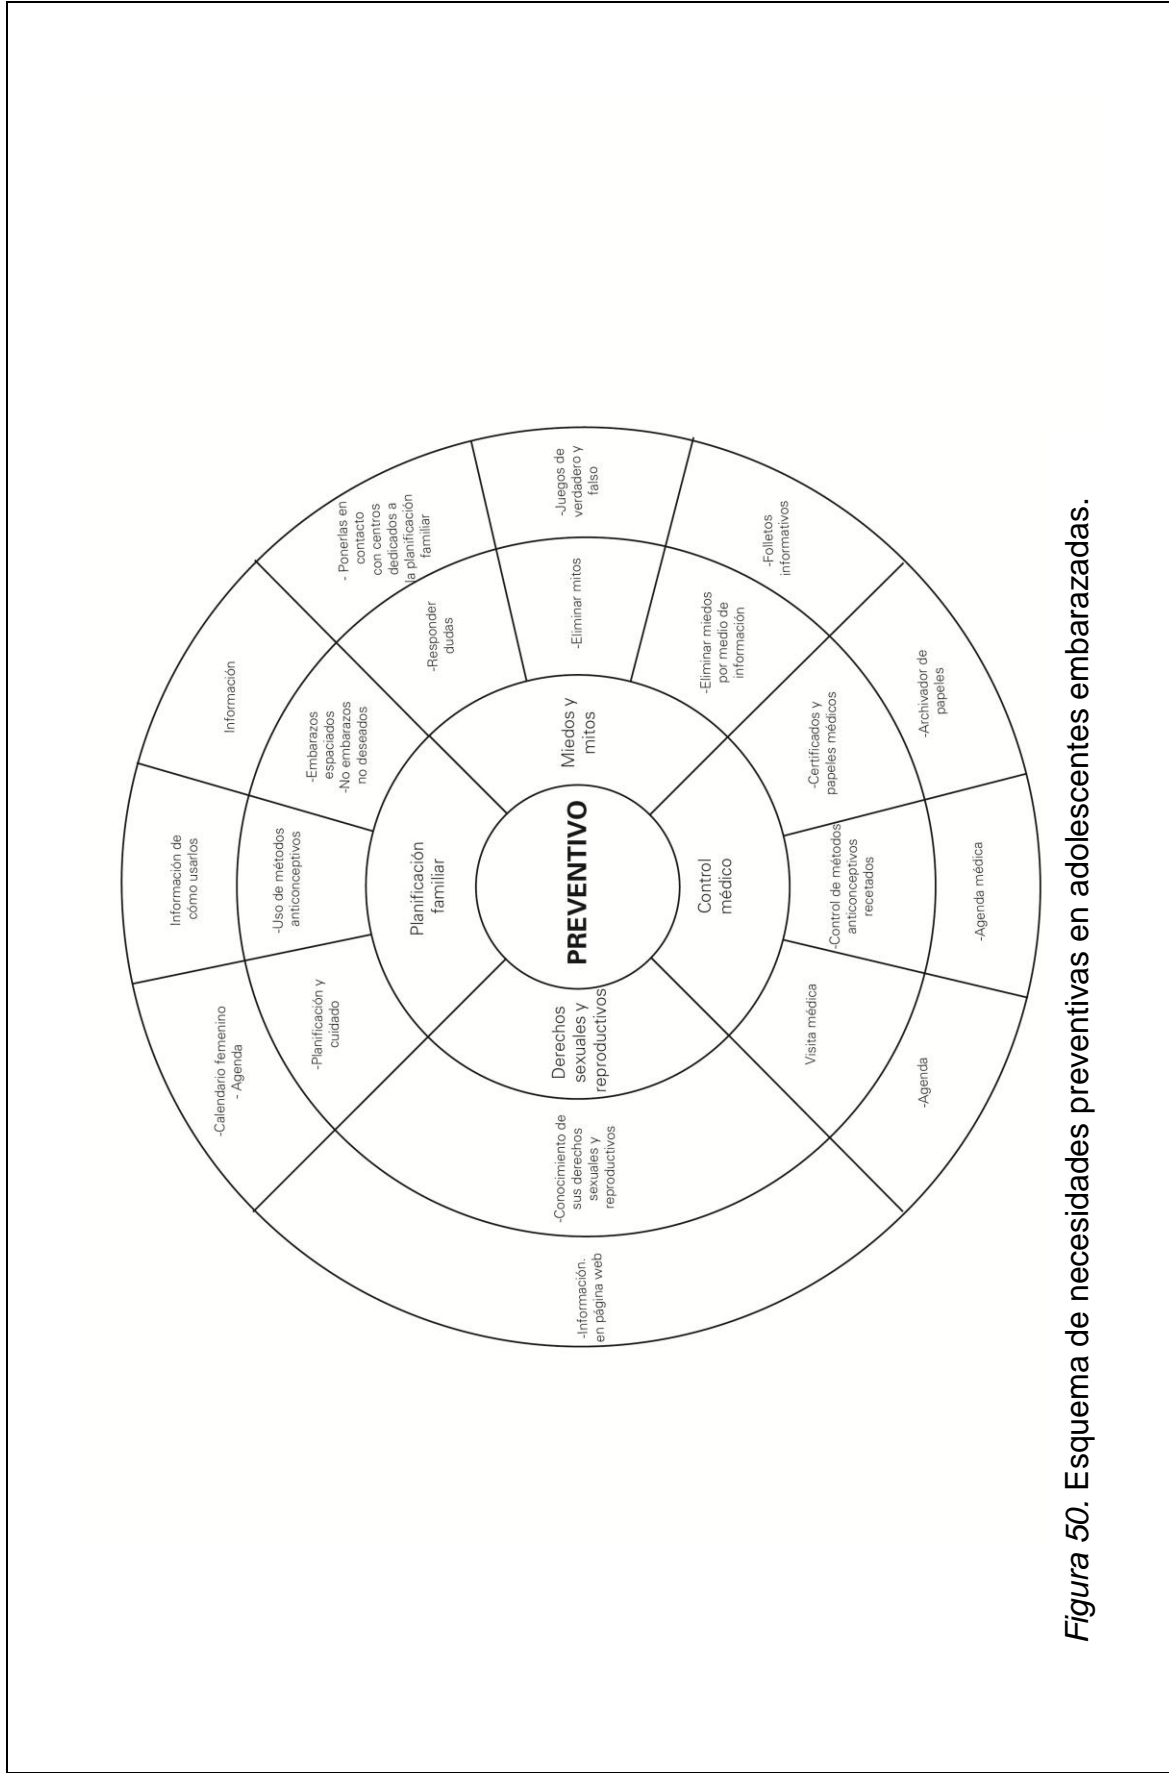 PREVENTIVO
Planificación
familiar
Miedos y
mitos
Control
médico
Derechos
sexuales y
reproductivos
-Planificación y
cuidado
-Uso de métodos
anticonceptivos
-Embarazos
espaciados
-No embarazos
no deseados
-Responder
dudas
-Eliminar mitos
-Eliminar miedos
por medio de
información
-Certificados y
papeles médicos
-Control de métodos
anticonceptivos
recetados
Visita médica
-Conocimiento de
sus derechos
sexuales y
reproductivos
-Calendario femenino
- Agenda
Información de
cómo usarlos
Información
- Ponerlas en
contacto
con centros
dedicados a
la planificación
familiar
-Juegos de
verdadero y
falso
-Folletos
informativos
-Archivador de
papeles
-Agenda médica
-Agenda
-Información.
en página web
Figura 50. Esquema de necesidades preventivas en adolescentes embarazadas.